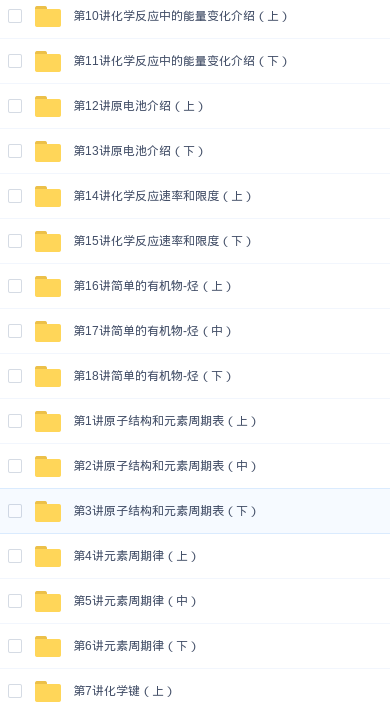 第10讲化学反应中的能量变化介绍（上）
第11讲化学反应中的能量变化介绍（下）
第12讲原电池介绍（上）
第13讲原电池介绍（下）
第14讲化学反应速率和限度（上）
第15讲化学反应速率和限度（下）
第16讲简单的有机物-烃（上）
第17讲简单的有机物-烃（中）
第18讲简单的有机物-烃（下）
第1讲原子结构和元素周期表（上）
第2讲原子结构和元素周期表（中）
第3讲原子结构和元素周期表（下）
第4讲元素周期律（上）
第5讲元素周期律（中）
第6讲元素周期律（下）
第7讲化学键（上）